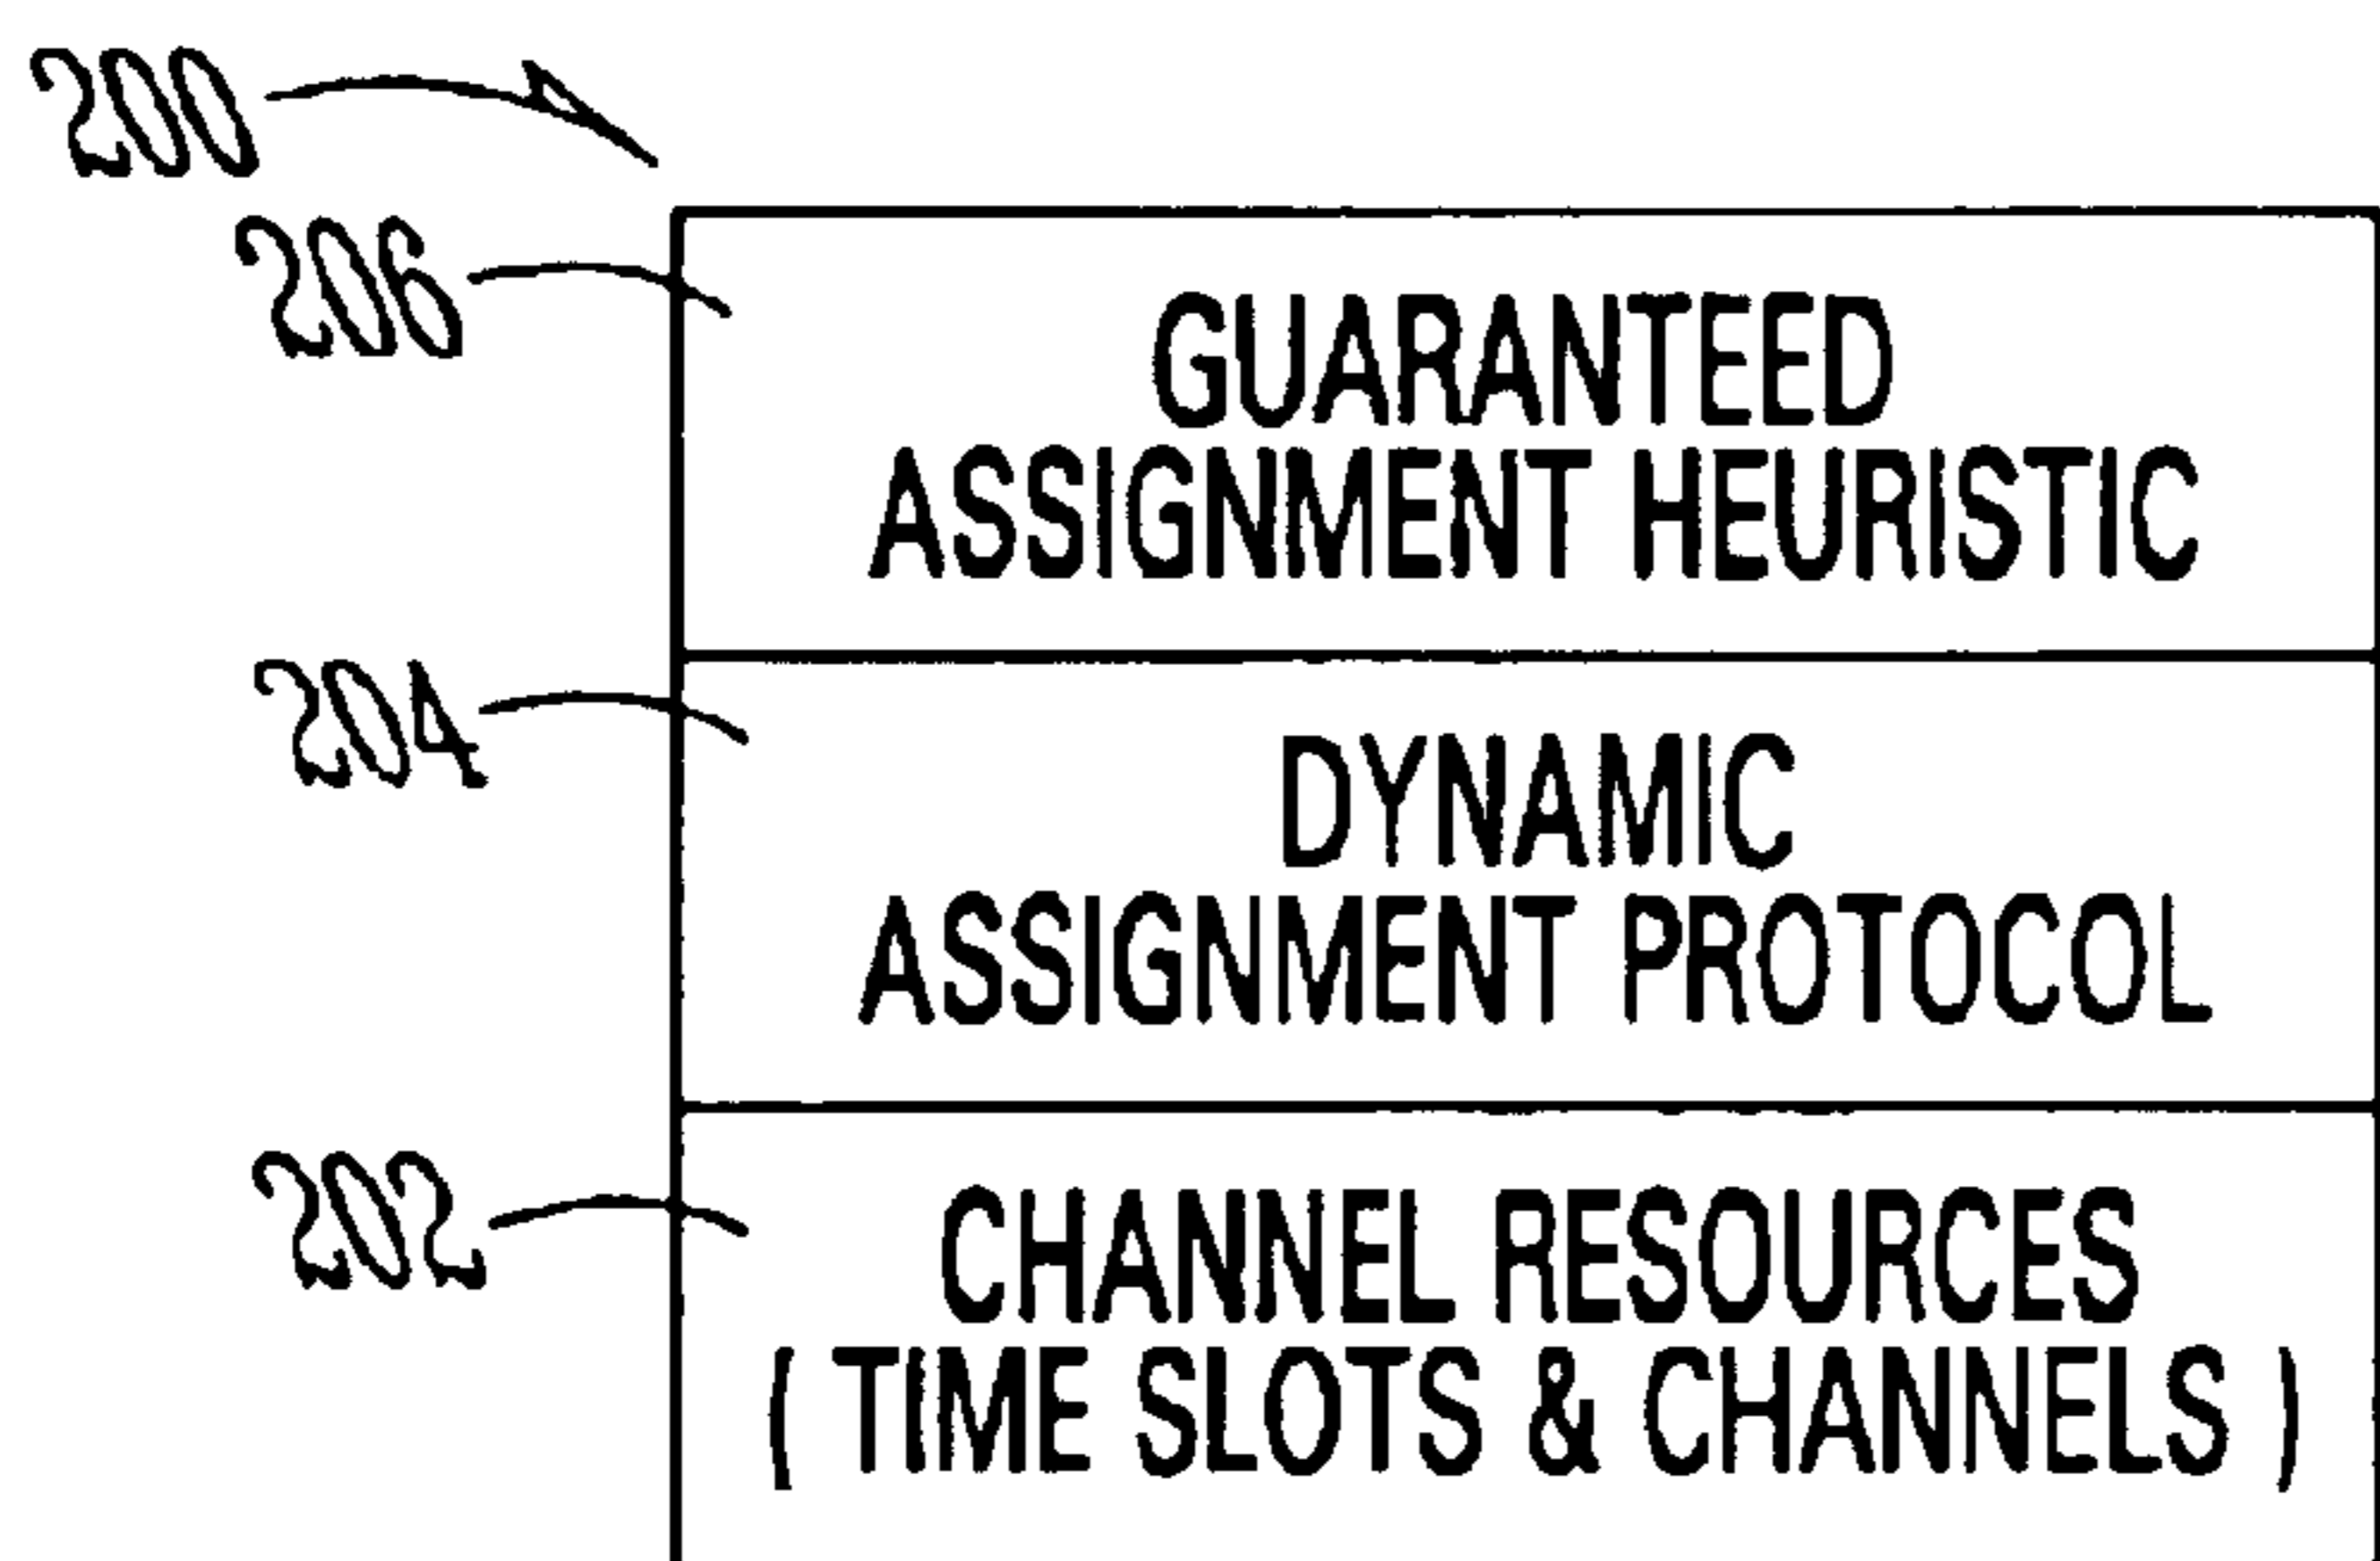 200
206
GUARANTEED
ASSIGNMENT HEURISTIC
204
DYNAMIC
ASSIGNMENT PROTOCOL
202
CHANNEL RESOURCES
( TIME SLOTS & CHANNELS )